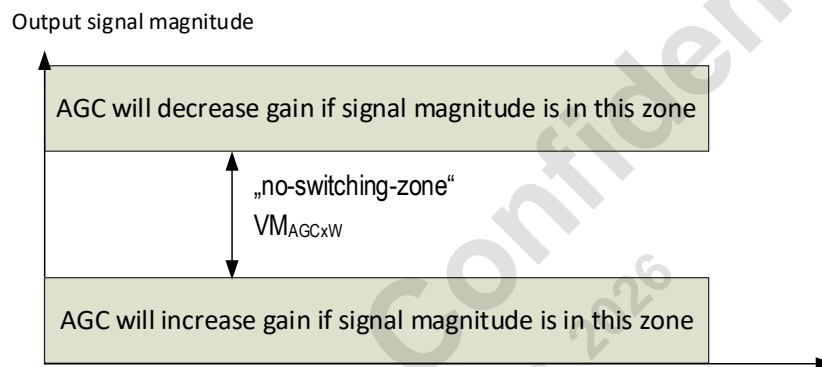 Output signal magnitude
AGC will decrease gain if signal magnitude is in this zone
„no-switching-zone“
VMAGCxW
AGC will increase gain if signal magnitude is in this zone
2026